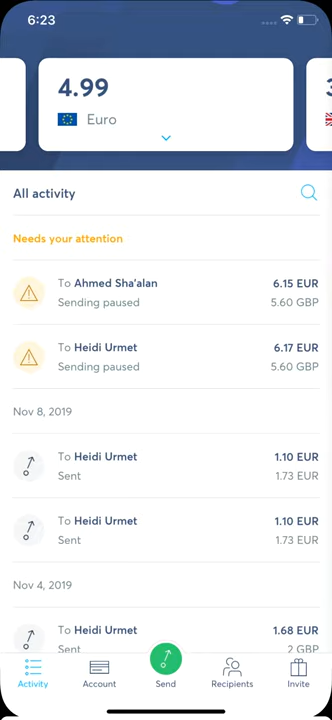 6:23
4.99
Euro
All activity
Needs your attention
To Ahmed Sha'alan
6.15 EUR
Sending paused
5.60 GBP
To Heidi Urmet
6.17 EUR
Sending paused
5.60 GBP
Nov 8, 2019
To Heidi Urmet
1.10 EUR
Sent
1.73 EUR
To Heidi Urmet
1.10 EUR
Sent
1.73 EUR
Nov 4, 2019
To Heidi Urmet
1.68 EUR
Sent
2 GBP
Activity
Account
Send
Recipients
Invite